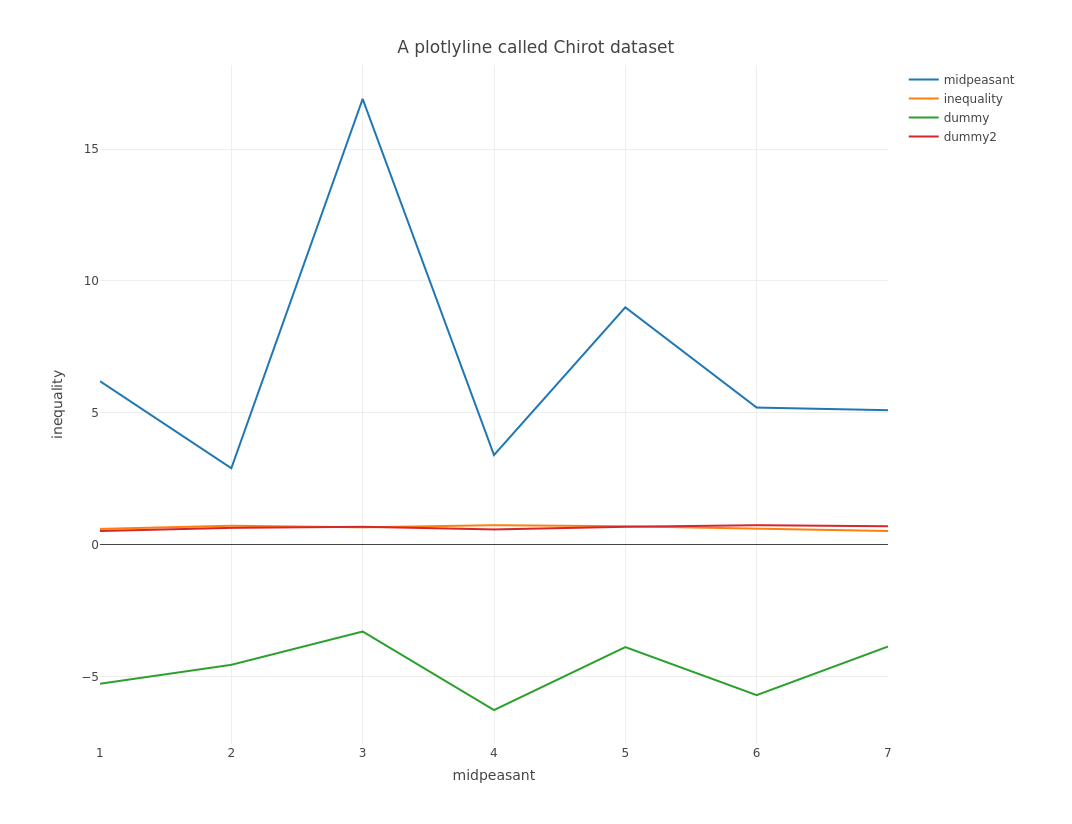 A plotlyline called Chirot dataset
midpeasant
inequality
dummy
dummy2
15
10
5
0
−5
inequality
1 2 3 4 5 6 7
midpeasant